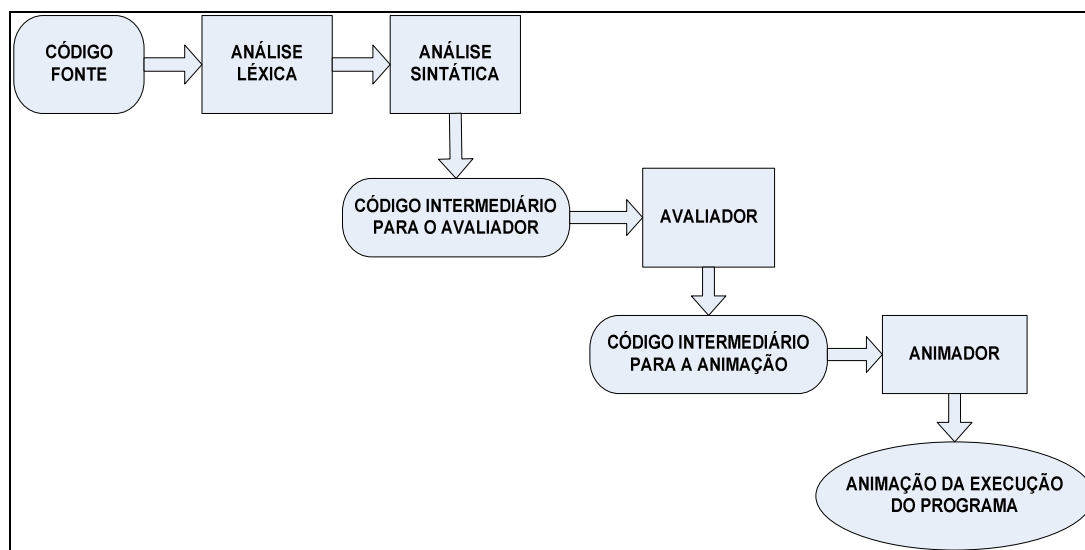 CÓDIGO
FONTE
ANÁLISE
LÉXICA
ANÁLISE
SINTÁTICA
CÓDIGO INTERMEDIÁRIO
PARA O AVALIADOR
AVALIADOR
CÓDIGO INTERMEDIÁRIO
PARA A ANIMAÇÃO
ANIMADOR
ANIMAÇÃO DA EXECUÇÃO
DO PROGRAMA